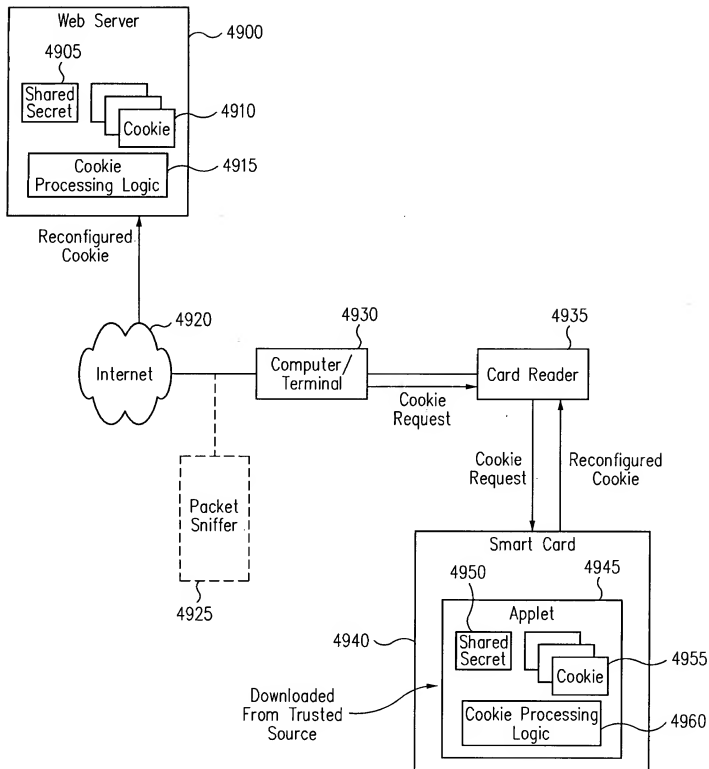 Web Server
4900
4905
Shared
Secret
4910
Cookie
Cookie
Processing Logic
4915
Reconfigured
Cookie
4920
Internet
4930
Computer/
Terminal
4935
Card Reader
Cookie
Request
Cookie
Request
Reconfigured
Cookie
Packet
Sniffer
4925
Smart Card
4940
4950
4945
Applet
Shared
Secret
Cookie
4955
Downloaded
From Trusted
Source
Cookie Processing
Logic
4960